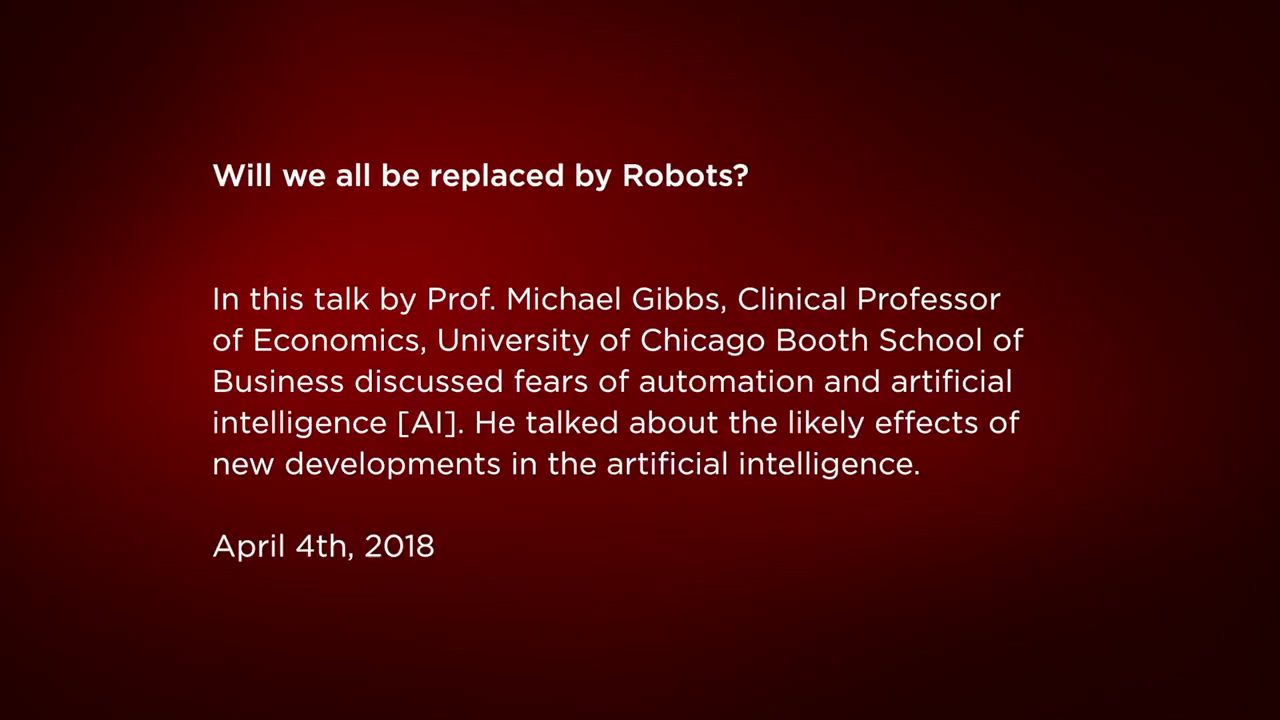 Will we all be replaced by Robots?
In this talk by Prof. Michael Gibbs, Clinical Professor
of Economics, University of Chicago Booth School of
Business discussed fears of automation and artificial
intelligence [AI]. He talked about the likely effects of
new developments in the artificial intelligence.
April 4th, 2018